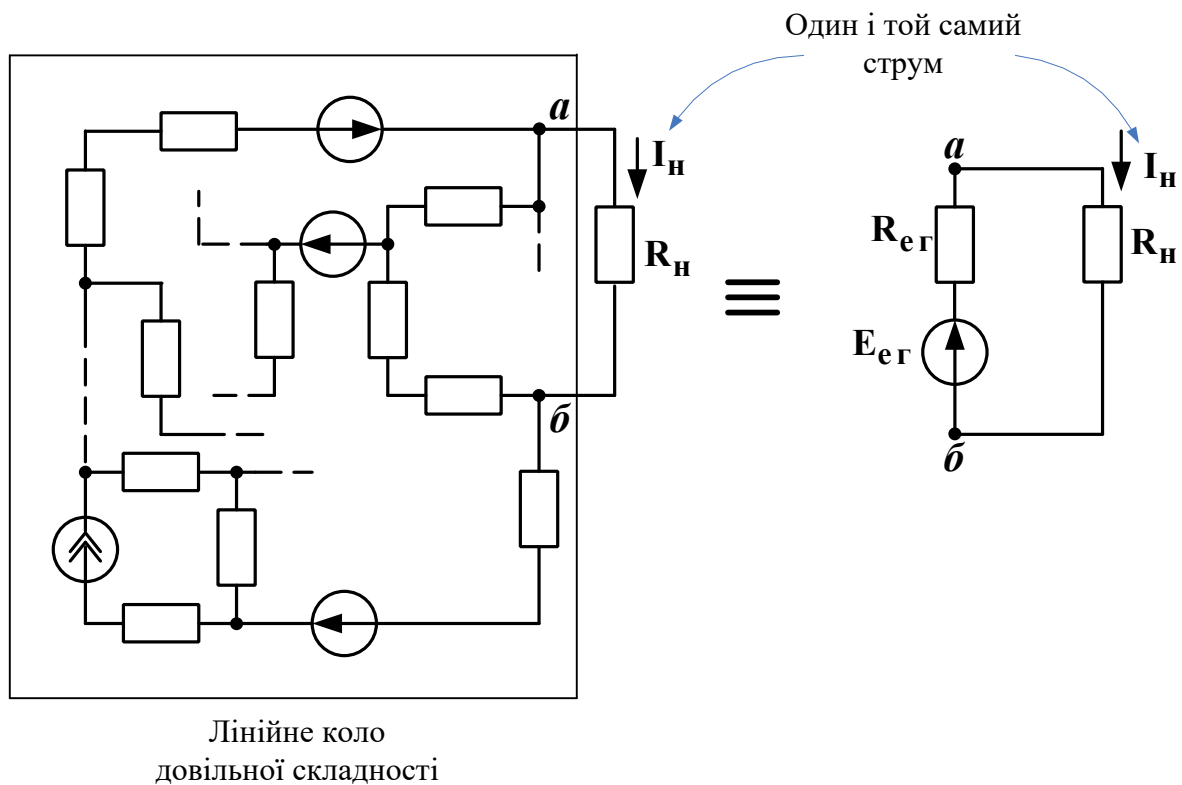 Один і той самий
струм
а
Iн
Rн
б
а
Iн
Rе г
Rн
Eе г
б
Лінійне коло
довільної складності